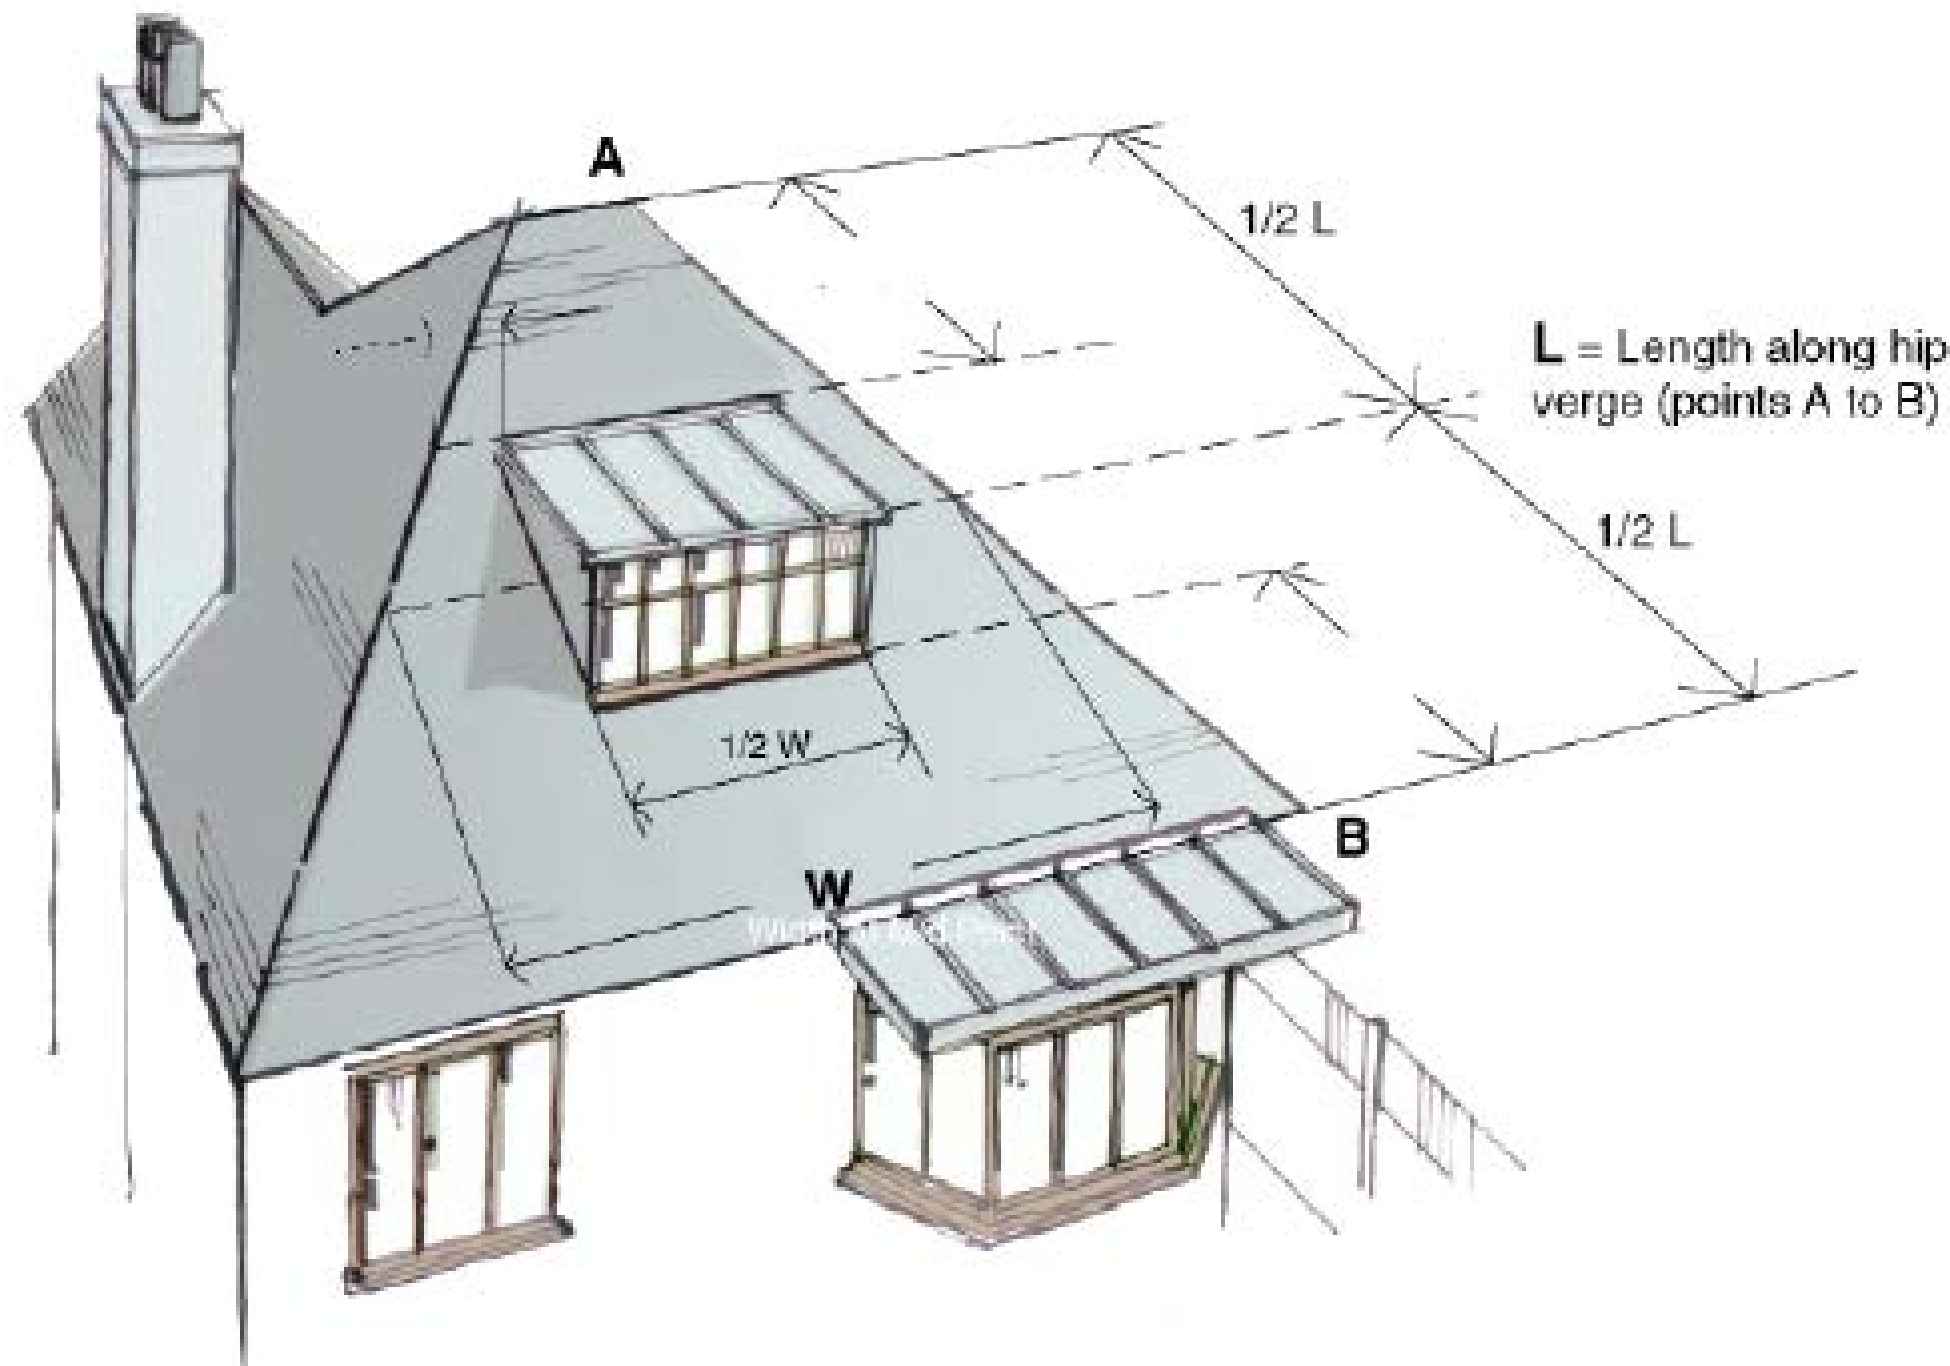 A
1/2 L
L = Length along hip
verge (points A to B)
1/2 L
1/2 W
B
W